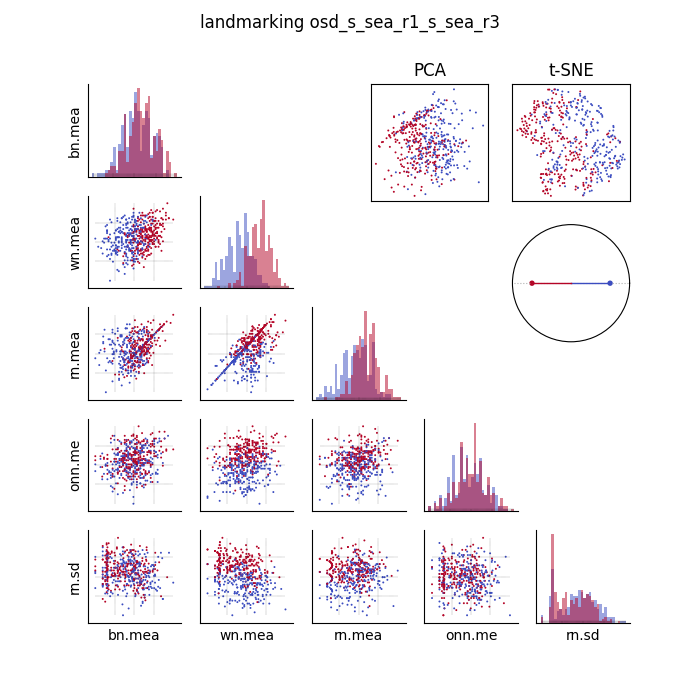 landmarking osd_s_sea_r1_s_sea_r3
PCA
t-SNE
bn.mea
wn.mea
rn.mea
onn.me
rn.sd
bn.mea
wn.mea
rn.mea
onn.me
rn.sd